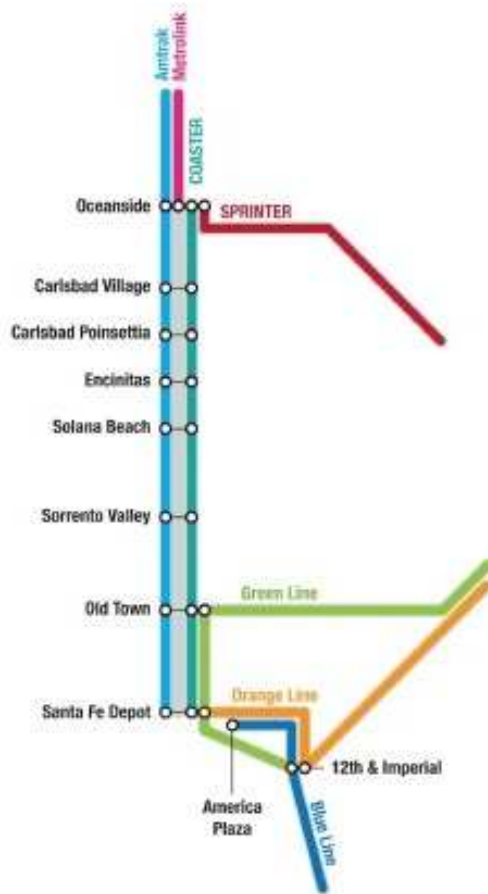 Amtrak
Metrolink
COASTER
Oceanside
SPRINTER
Carlsbad Village
Carlsbad Poinsettia
Encinitas
Solana Beach
Sorrento Valley
Green Line
Old Town
Orange Line
Santa Fe Depot
12th & Imperial
America
Plaza
Blue Line